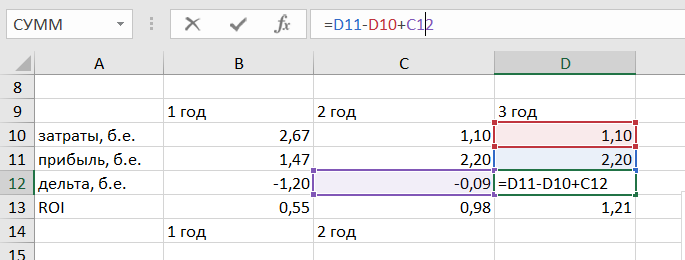 СУММ fx =D11-D10+C12
A B C D
8
9 1 год 2 год 3 год
10 затраты, б.е. 2,67 1,10 1,10
11 прибыль, б.е. 1,47 2,20 2,20
12 дельта, б.е. -1,20 -0,09 =D11-D10+C12
13 ROI 0,55 0,98 1,21
14 1 год 2 год
15